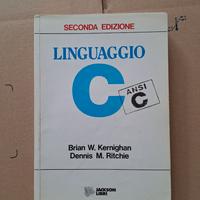 SECONDA EDIZIONE
LINGUAGGIO
C
ANSI
C
Brian W. Kernighan
Dennis M. Ritchie
JACKSON
LIBRI